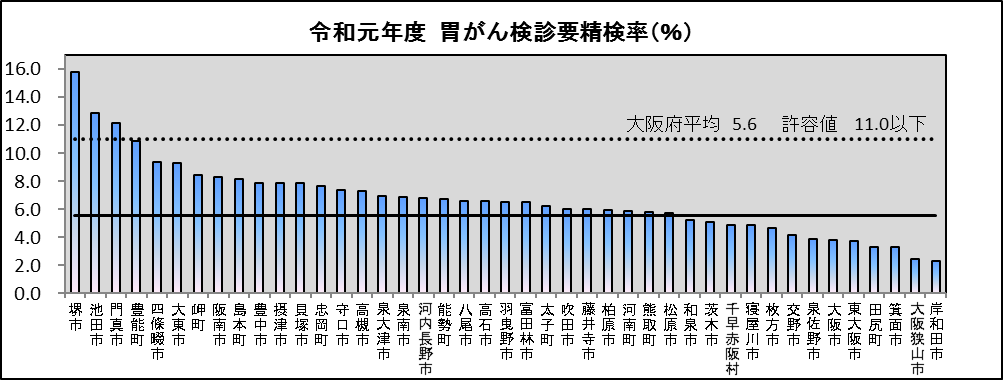 令和元年度 胃がん検診要精検率(%)
16.0
14.0
12.0
10.0
8.0
6.0
4.0
2.0
0.0
大阪府平均 5.6 許容値 11.0以下
堺市
池田市
門真市
豊能町
四條畷市
大東市
岬町
阪南市
島本町
豊中市
摂津市
貝塚市
忠岡町
守口市
高槻市
泉大津市
泉南市
河内長野市
能勢町
八尾市
高石市
羽曳野市
富田林市
太子町
吹田市
藤井寺市
柏原市
河南町
熊取町
松原市
和泉市
茨木市
千早赤阪村
寝屋川市
枚方市
交野市
泉佐野市
大阪市
東大阪市
田尻町
箕面市
大阪狭山市
岸和田市